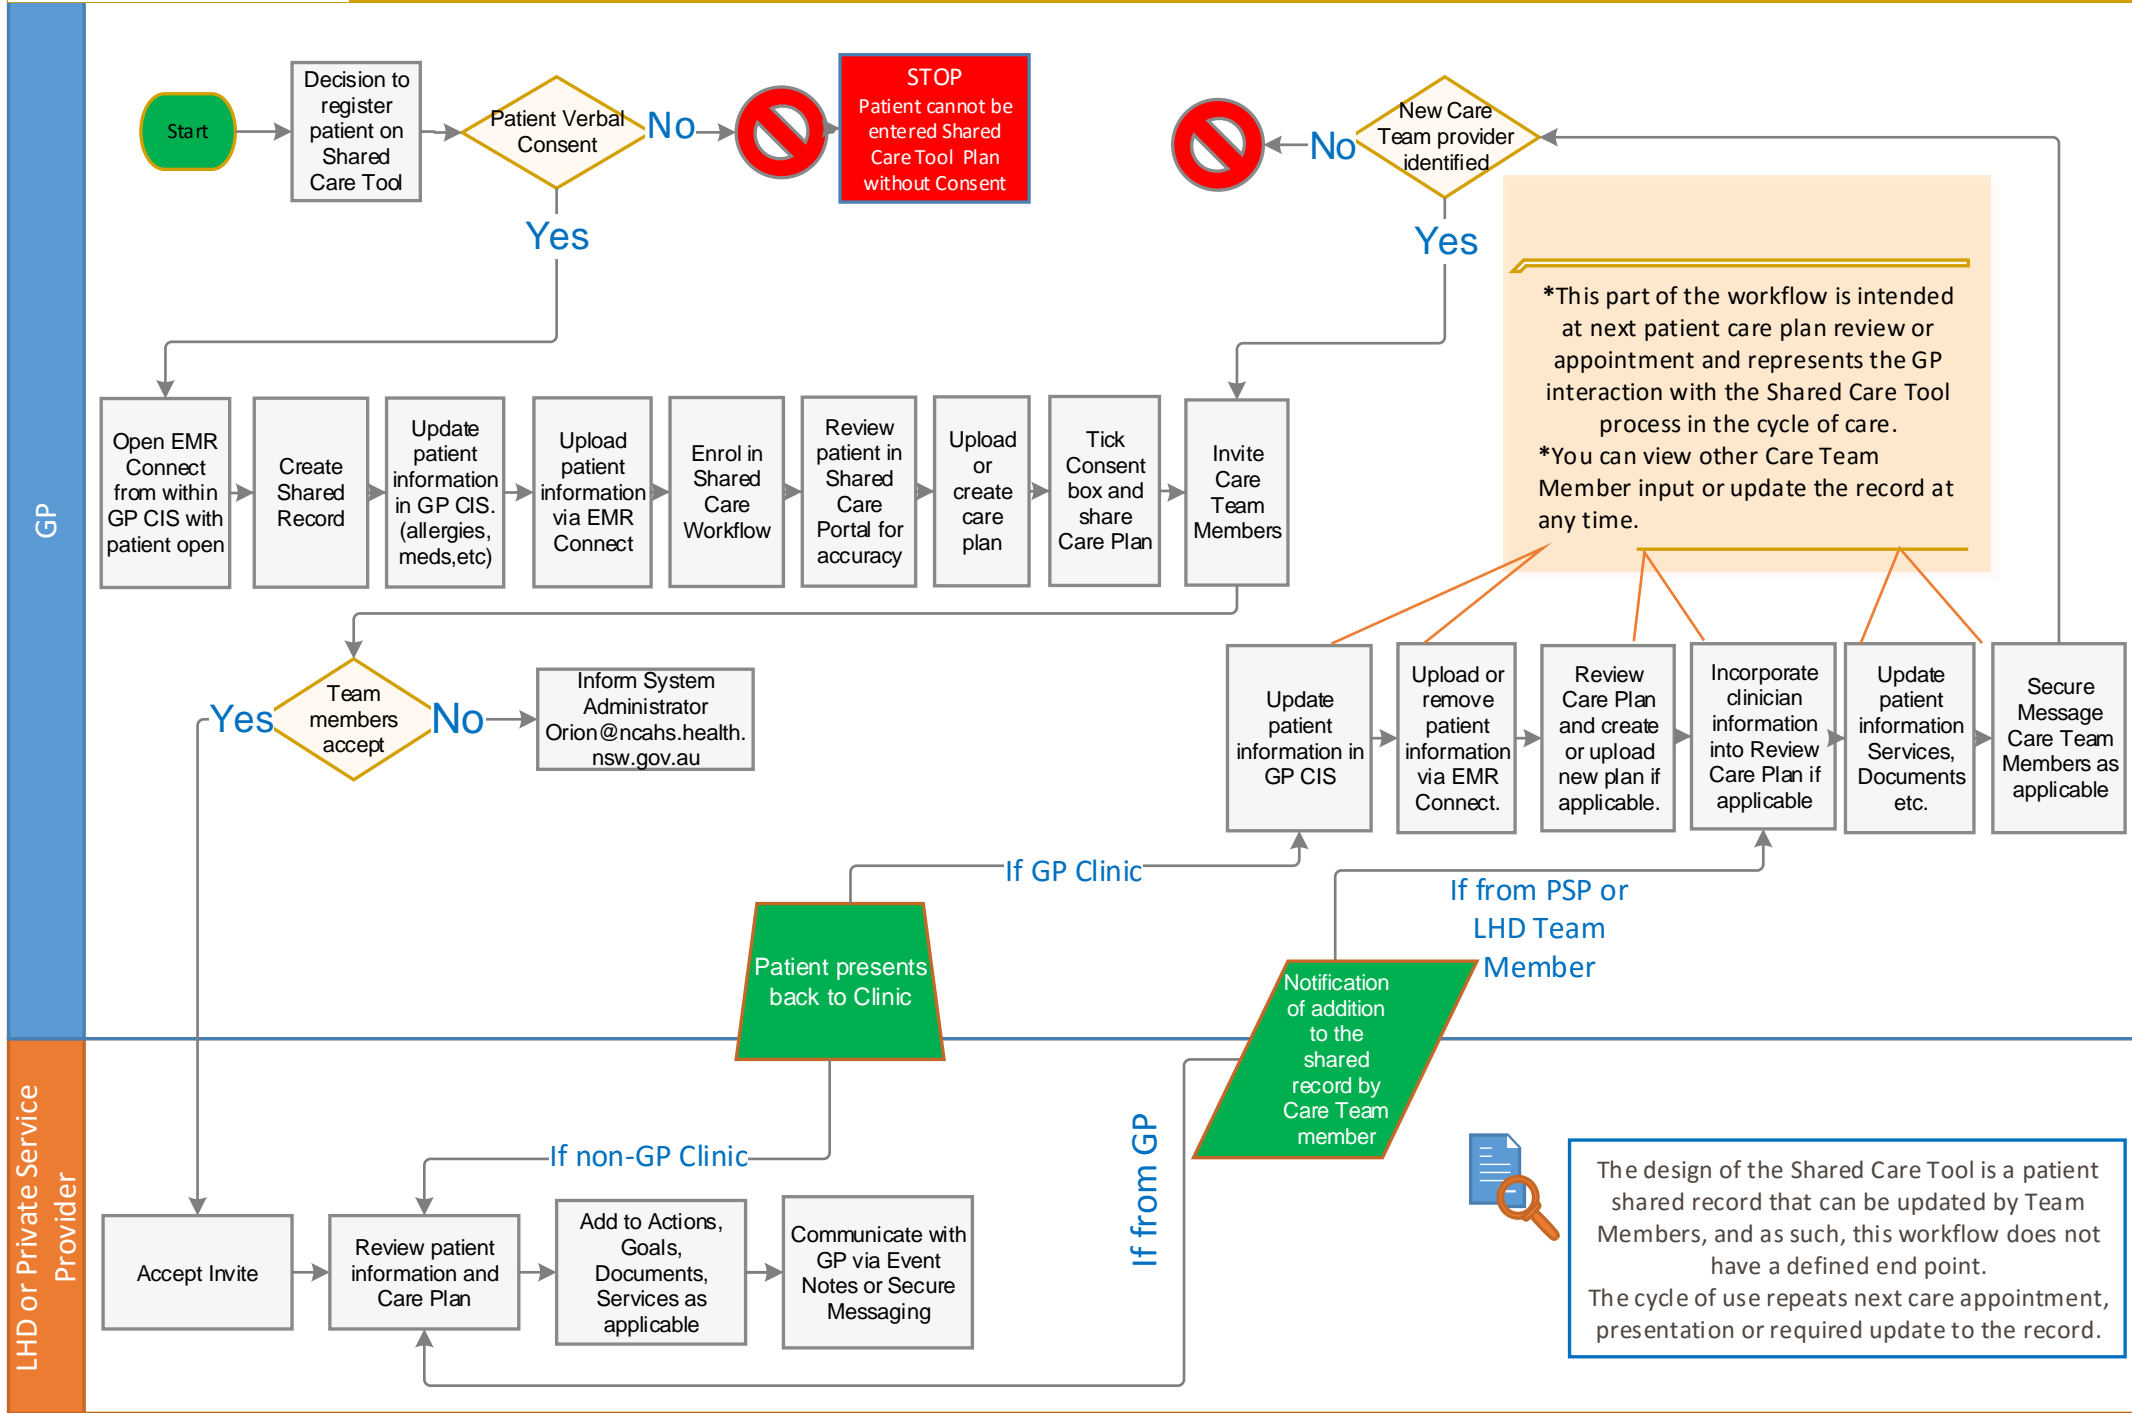 GP
Start
Decision to
register
patient on
Shared
Care Tool
Patient Verbal
Consent
No
Yes
STOP
Patient cannot be
entered Shared
Care Tool Plan
without Consent
New Care
Team provider
identified
No
Yes
*This part of the workflow is intended
at next patient care plan review or
appointment and represents the GP
interaction with the Shared Care Tool
process in the cycle of care.
*You can view other Care Team
Member input or update the record at
any time.
Open EMR
Connect
from within
GP CIS with
patient open
Create
Shared
Record
Update
patient
information
in GP CIS.
(allergies,
meds,etc)
Upload
patient
information
via EMR
Connect
Enrol in
Shared
Care
Workflow
Review
patient in
Shared
Care
Portal for
accuracy
Upload
or
create
care
plan
Tick
Consent
box and
share
Care Plan
Invite
Care
Team
Members
Team
members
accept
Yes
No
Inform System
Administrator
Orion@ncahs.health.
nsw.gov.au
Update
patient
information in
GP CIS
Upload or
remove
patient
information
via EMR
Connect.
Review
Care Plan
and create
or upload
new plan if
applicable.
Incorporate
clinician
information
into Review
Care Plan if
applicable
Update
patient
information
Services,
Documents
etc.
Secure
Message
Care Team
Members as
applicable
If GP Clinic
If from PSP or
LHD Team
Member
Patient presents
back to Clinic
Notification
of addition
to the
shared
record by
Care Team
member
LHD or Private Service
Provider
If non-GP Clinic
If from GP
Accept Invite
Review patient
information and
Care Plan
Add to Actions,
Goals,
Documents,
Services as
applicable
Communicate with
GP via Event
Notes or Secure
Messaging
The design of the Shared Care Tool is a patient
shared record that can be updated by Team
Members, and as such, this workflow does not
have a defined end point.
The cycle of use repeats next care appointment,
presentation or required update to the record.